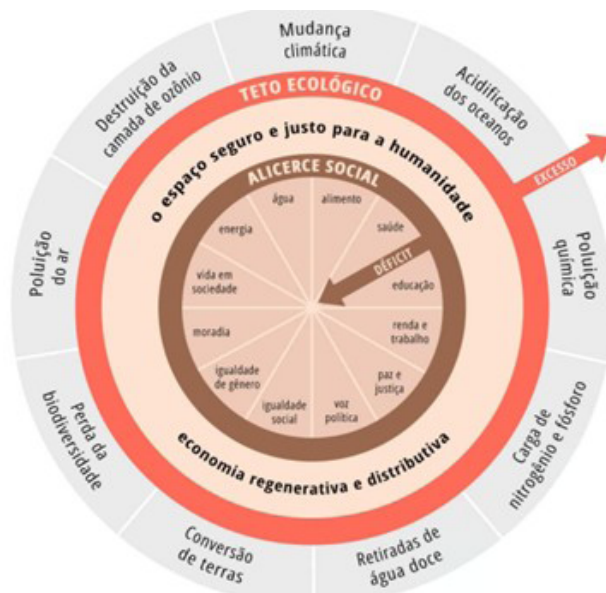 Mudança
climática
Acidificação
dos oceanos
Poluição
química
Carga de
nitrogênio e fósforo
Retiradas de
água doce
Conversão
de terras
Perda da
biodiversidade
Poluição
do ar
Destruição da
camada de ozônio
TETO ECOLÓGICO
EXCESSO
o espaço seguro e justo para a humanidade
economia regenerativa e distributiva
ALICERCE SOCIAL
DÉFICIT
água
alimento
saúde
educação
renda e
trabalho
paz e
justiça
voz
política
igualdade
social
igualdade
de gênero
moradia
vida em
sociedade
energia